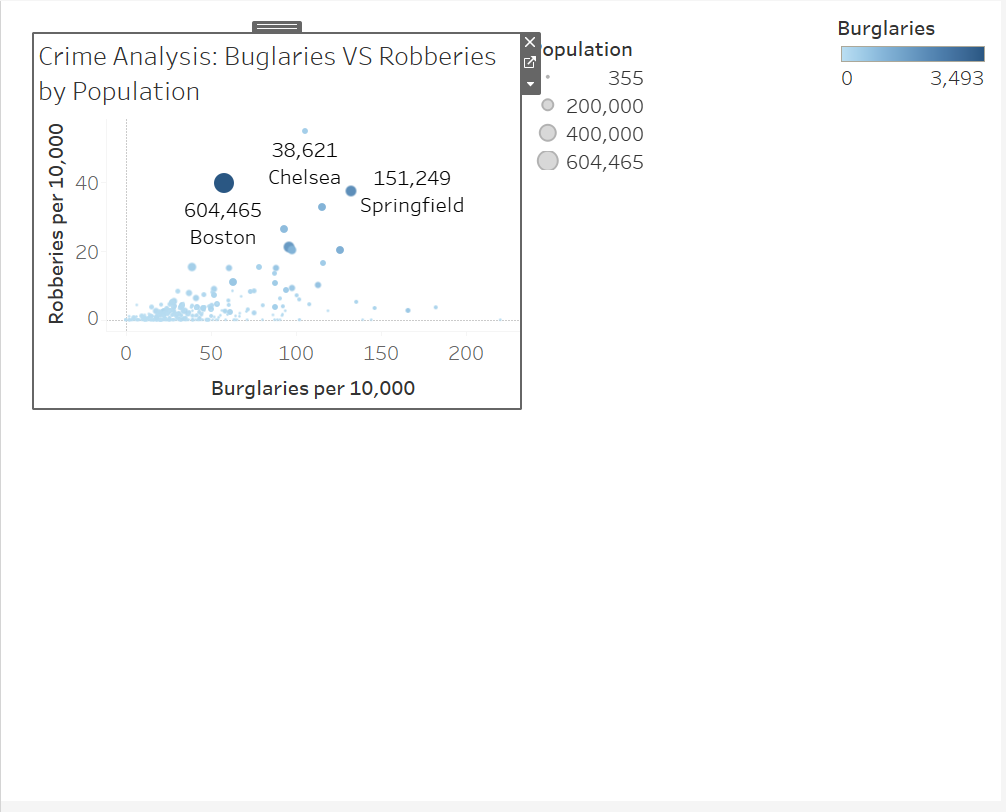 Crime Analysis: Buglaries VS Robberies
by Population
Robberies per 10,000
40
20
0
38,621
Chelsea
151,249
Springfield
604,465
Boston
0
50
100
150
200
Burglaries per 10,000
opulation
355
200,000
400,000
604,465
Burglaries
0
3,493